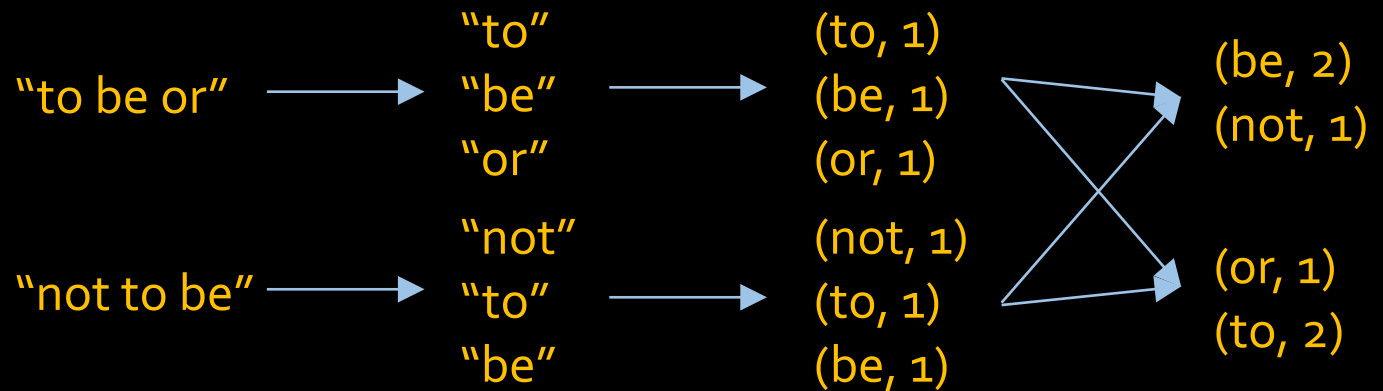 “to be or”
“to”
“be”
“or”
(to, 1)
(be, 1)
(or, 1)
(be, 2)
(not, 1)
“not to be”
“not”
“to”
“be”
(not, 1)
(to, 1)
(be, 1)
(or, 1)
(to, 2)